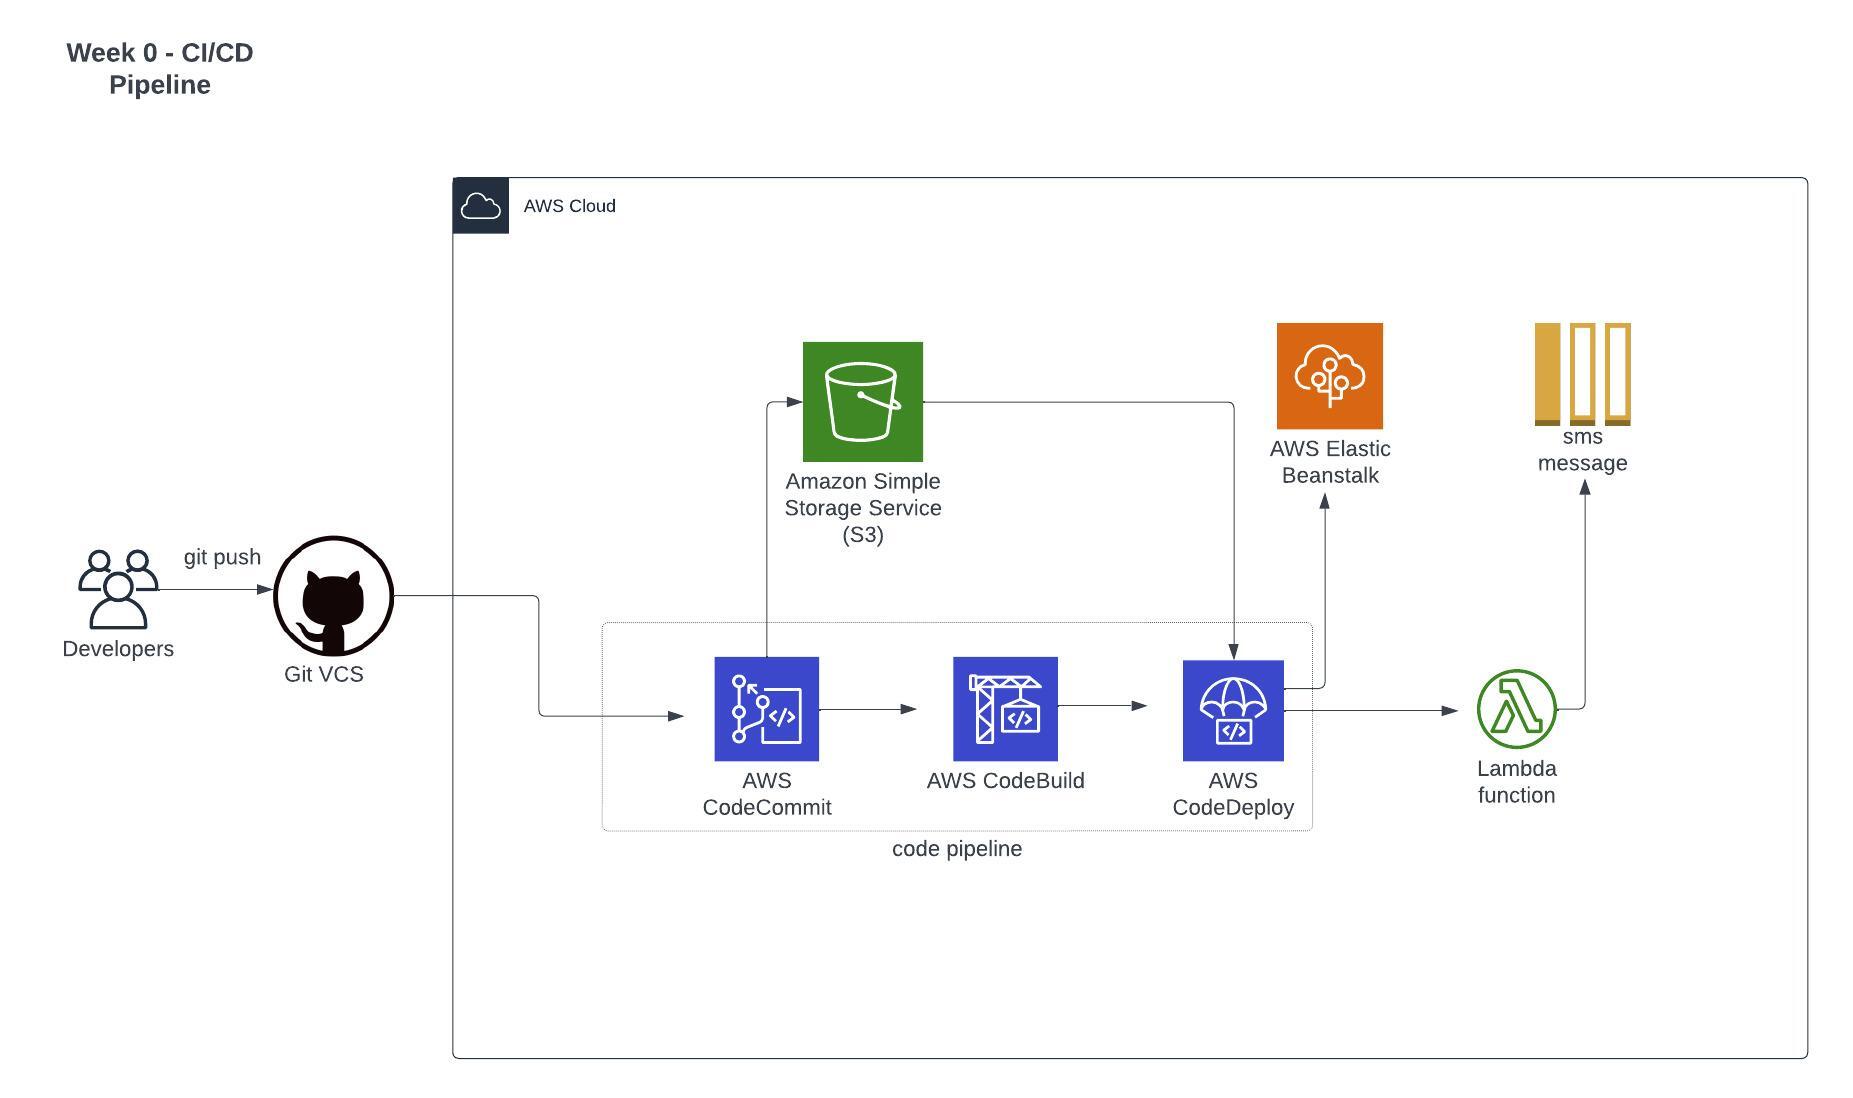 Week 0 - CI/CD
Pipeline
AWS Cloud
Amazon Simple
Storage Service
(S3)
AWS Elastic
Beanstalk
sms
message
git push
Developers
Git VCS
AWS
CodeCommit
AWS CodeBuild
AWS
CodeDeploy
Lambda
function
code pipeline